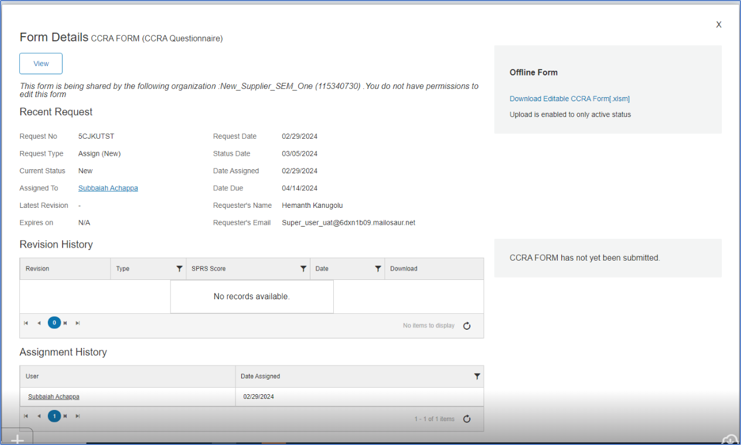 X
Form Details CCRA FORM (CCRA Questionnaire)
View
This form is being shared by the following organization :New_Supplier_SEM_One (115340730) .You do not have permissions to
edit this form
Recent Request
Request No 5CJKUTST Request Date 02/29/2024
Request Type Assign (New) Status Date 03/05/2024
Current Status New Date Assigned 02/29/2024
Assigned To Subbaiah Achappa Date Due 04/14/2024
Latest Revision - Requester's Name Hemanth Kanugolu
Expires on N/A Requester's Email Super_user_uat@6dxn1b09.mailosaur.net
Offline Form
Download Editable CCRA Form[.xlsm]
Upload is enabled to only active status
Revision History
Revision Type SPRS Score Date Download
No records available.
0 No items to display
CCRA FORM has not yet been submitted.
Assignment History
User Date Assigned
Subbaiah Achappa 02/29/2024
1 1 - 1 of 1 items